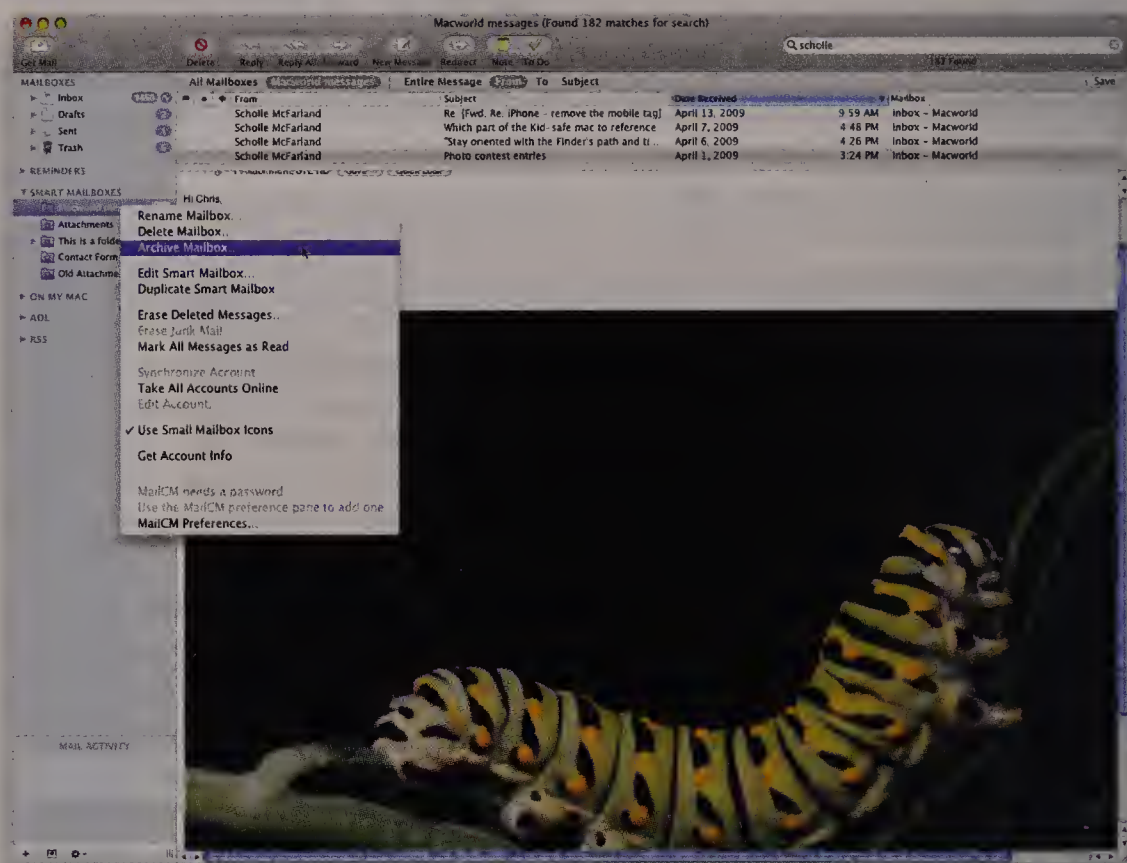 Macworld messages (Found 182 matches for search)
scholle
Get Mail Delete Reply Reply All New Message Redirect Note To Do 182 Found
MAILBOXES
Inbox
Drafts
Sent
Trash
REMINDERS
SMART MAILBOXES
Attachments
This is a folde
Contact Form
Old Attachme
ON MY MAC
AOL
RSS
All Mailboxes Entire Message From To Subject Save
From Subject Date Received Mailbox
Scholle McFarland Re: [Fwd: Re: iPhone - remove the mobile tag] April 13, 2009 9:59 AM Inbox - Macworld
Scholle McFarland Which part of the Kid-safe mac to reference April 7, 2009 4:48 PM Inbox - Macworld
Scholle McFarland "Stay oriented with the Finder's path and ti... April 6, 2009 4:26 PM Inbox - Macworld
Scholle McFarland Photo contest entries April 1, 2009 3:24 PM Inbox - Macworld
Hi Chris,
Rename Mailbox...
Delete Mailbox...
Archive Mailbox...
Edit Smart Mailbox...
Duplicate Smart Mailbox
Erase Deleted Messages...
Erase Junk Mail
Mark All Messages as Read
Synchronize Account
Take All Accounts Online
Edit Account
✓ Use Small Mailbox Icons
Get Account Info
MailCM needs a password
Use the MailCM preference pane to add one
MailCM Preferences...
MAIL ACTIVITY